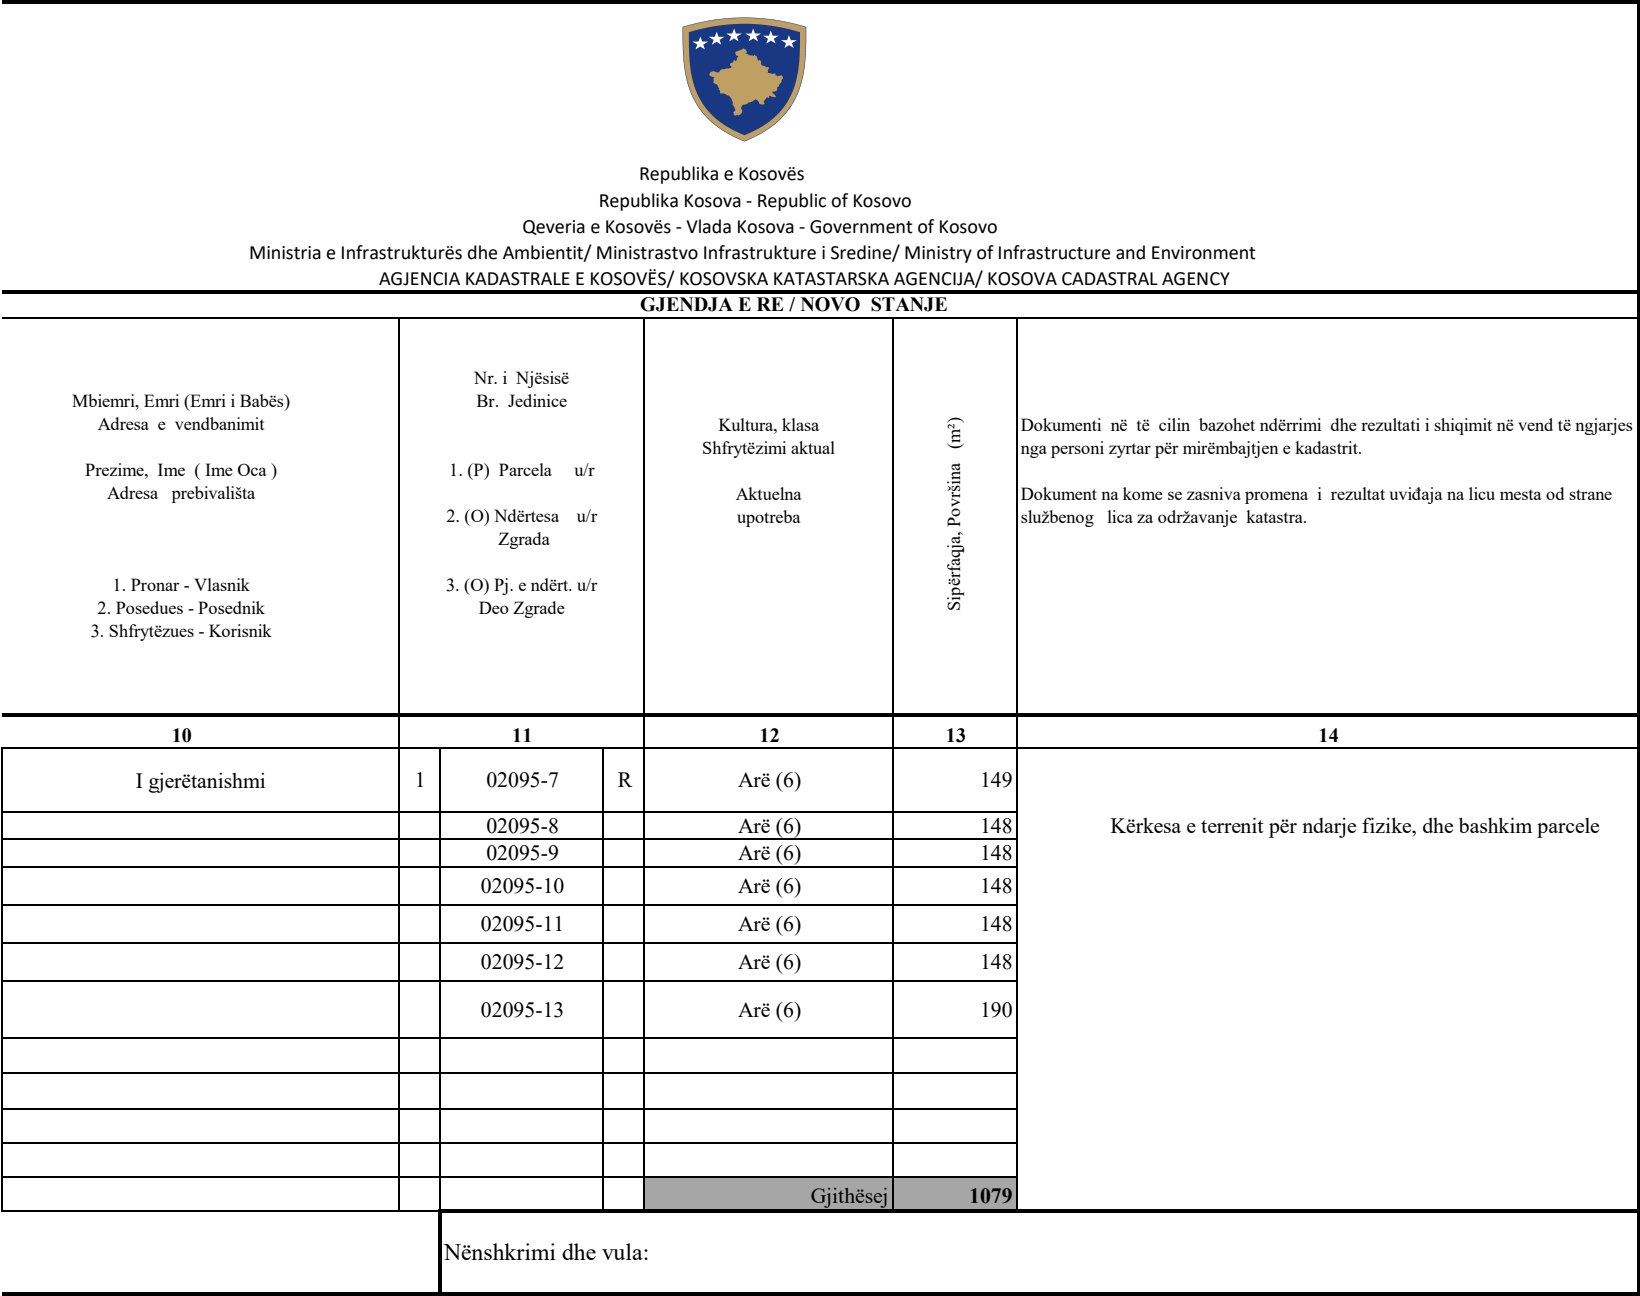 Republika e Kosovës
Republika Kosova - Republic of Kosovo
Qeveria e Kosovës - Vlada Kosova - Government of Kosovo
Ministria e Infrastrukturës dhe Ambientit/ Ministrastvo Infrastrukture i Sredine/ Ministry of Infrastructure and Environment
AGJENCIA KADASTRALE E KOSOVËS/ KOSOVSKA KATASTARSKA AGENCIJA/ KOSOVA CADASTRAL AGENCY
GJENDJA E RE / NOVO STANJE
Mbiemri, Emri (Emri i Babës)
Adresa e vendbanimit
Prezime, Ime ( Ime Oca )
Adresa prebivališta
1. Pronar - Vlasnik
2. Posedues - Posednik
3. Shfrytëzues - Korisnik
Nr. i Njësisë
Br. Jedinice
1. (P) Parcela u/r
2. (O) Ndërtesa u/r
Zgrada
3. (O) Pj. e ndërt. u/r
Deo Zgrade
Kultura, klasa
Shfrytëzimi aktual
Aktuelna
upotreba
Sipërfaqja, Površina (m²)
Dokumenti në të cilin bazohet ndërrimi dhe rezultati i shiqimit në vend të ngjarjes
nga personi zyrtar për mirëmbajtjen e kadastrit.
Dokument na kome se zasniva promena i rezultat uviđaja na licu mesta od strane
službenog lica za održavanje katastra.
10 11 12 13 14
I gjerëtanishmi 1 02095-7 R Arë (6) 149
02095-8 Arë (6) 148 Kërkesa e terrenit për ndarje fizike, dhe bashkim parcele
02095-9 Arë (6) 148
02095-10 Arë (6) 148
02095-11 Arë (6) 148
02095-12 Arë (6) 148
02095-13 Arë (6) 190
Gjithësej 1079
Nënshkrimi dhe vula: